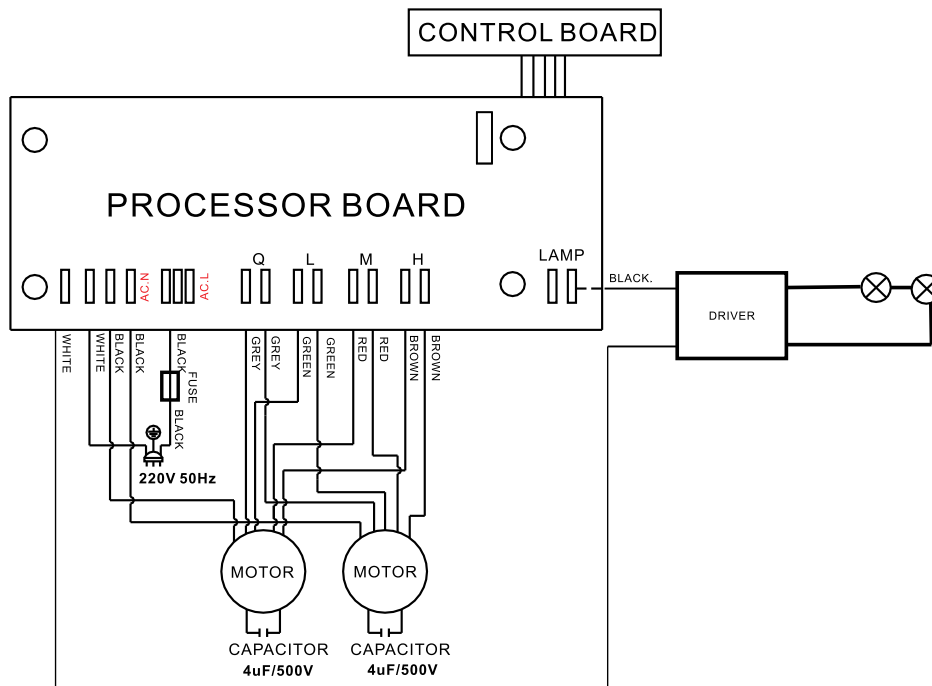 CONTROL BOARD
PROCESSOR BOARD
Q L M H LAMP
AC.N
AC.L
BLACK.
DRIVER
WHITE
WHITE
BLACK
BLACK
BLACK
FUSE
BLACK
GREY
GREY
GREEN
GREEN
RED
RED
BROWN
BROWN
220V 50Hz
MOTOR MOTOR
CAPACITOR CAPACITOR
4uF/500V 4uF/500V